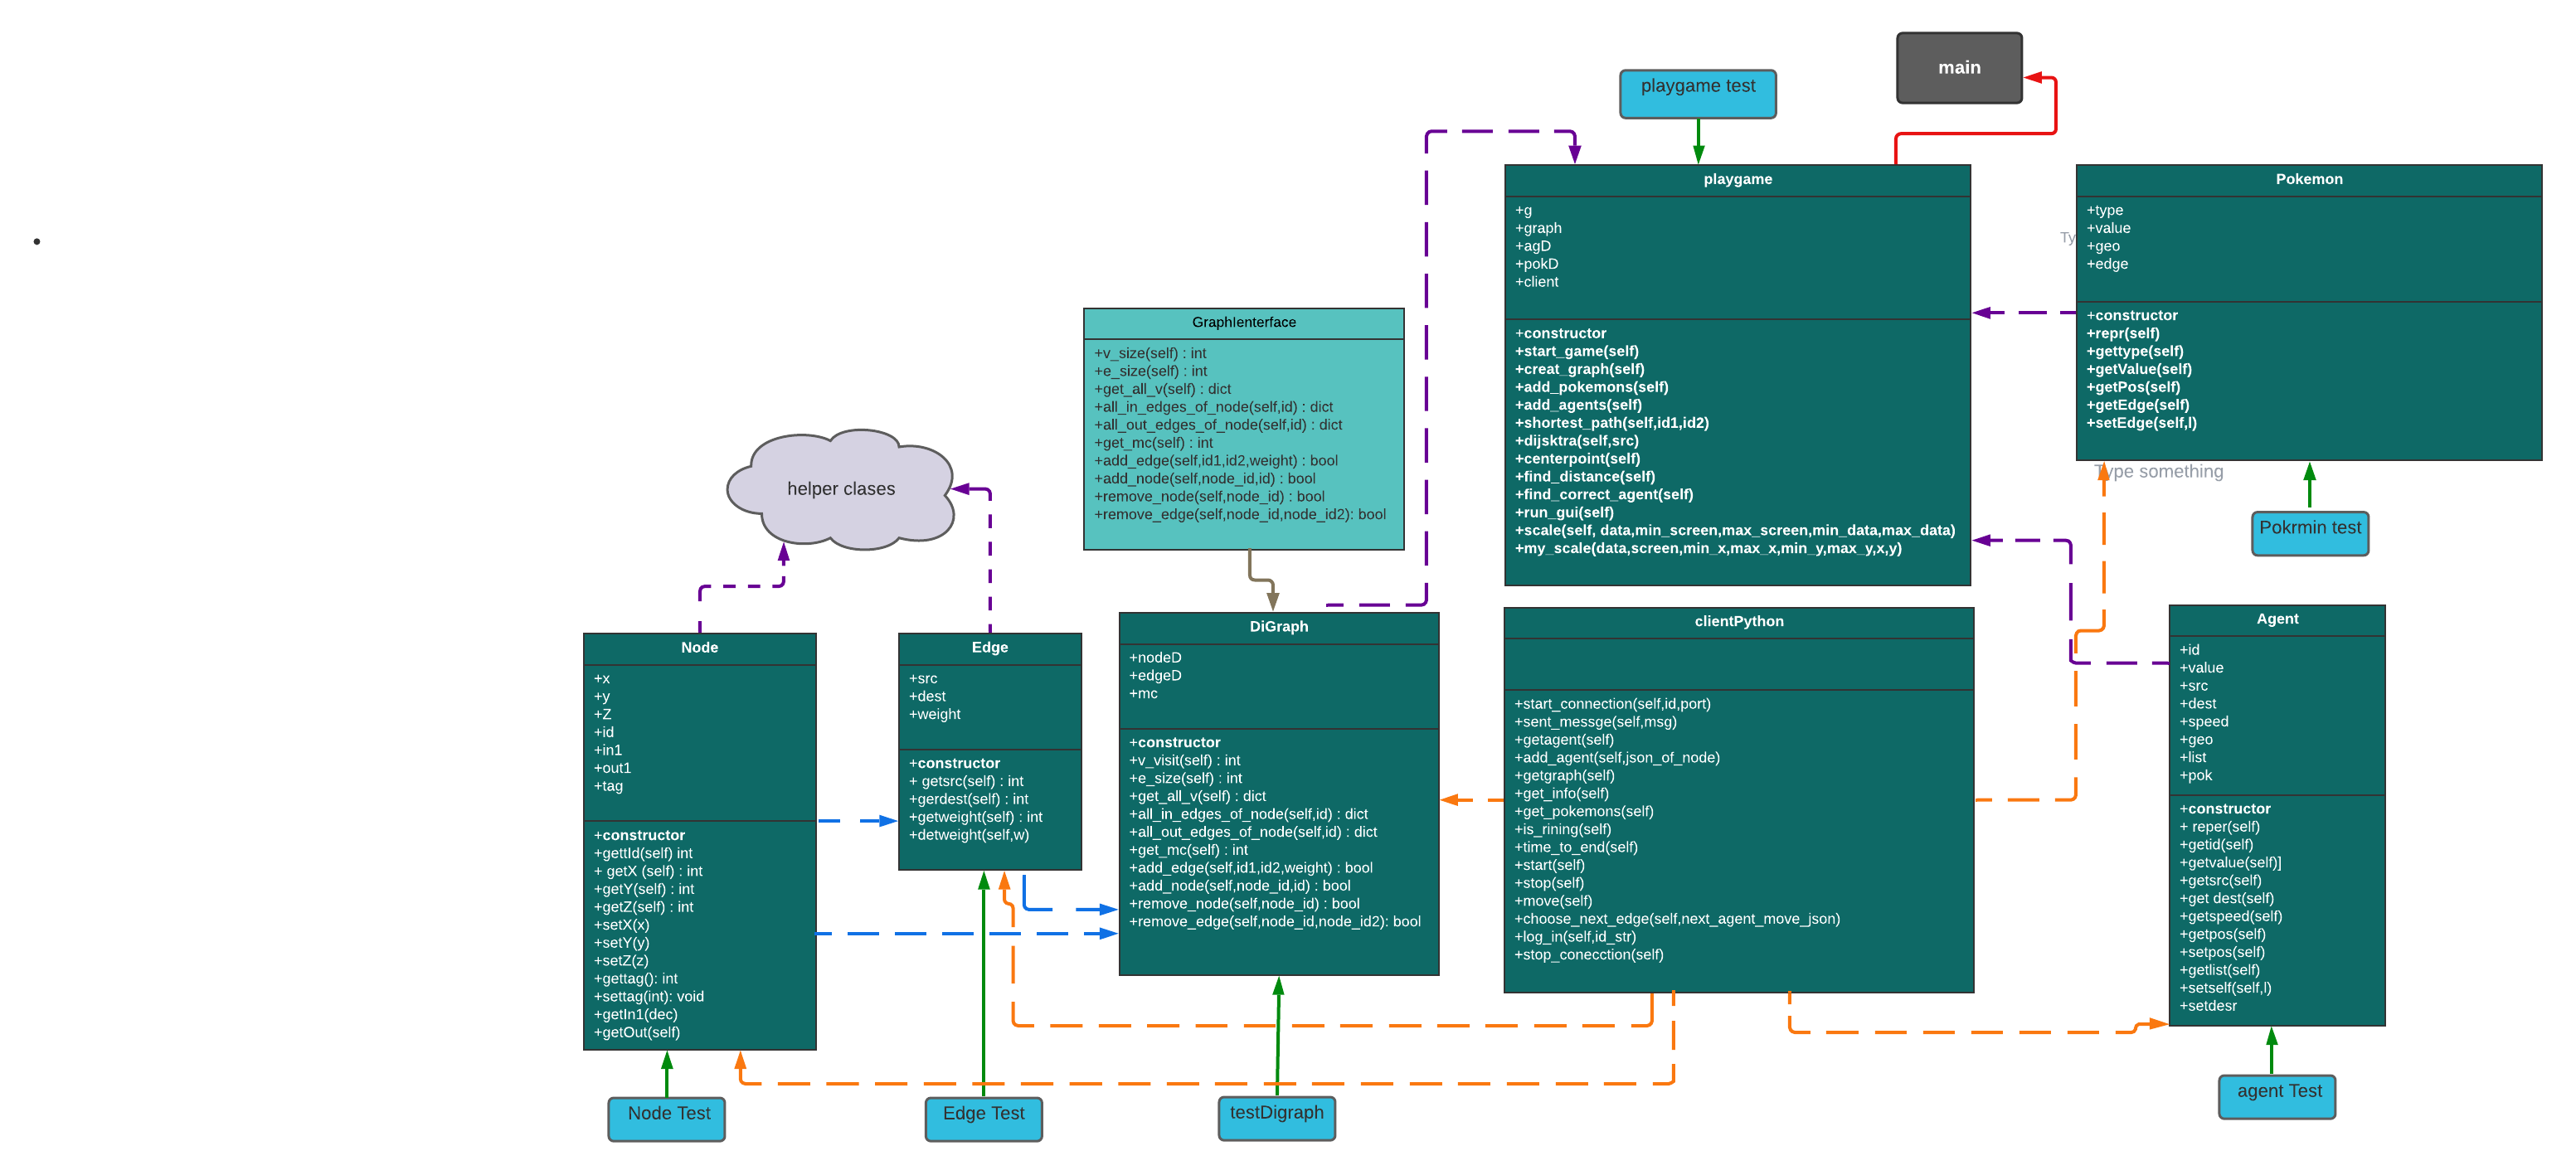 main
playgame test
playgame
+g
+graph
+agD
+pokD
+client
+constructor
+start_game(self)
+creat_graph(self)
+add_pokemons(self)
+add_agents(self)
+shortest_path(self,id1,id2)
+dijsktra(self,src)
+centerpoint(self)
+find_distance(self)
+find_correct_agent(self)
+run_gui(self)
+scale(self, data,min_screen,max_screen,min_data,max_data)
+my_scale(data,screen,min_x,max_x,min_y,max_y,x,y)
Pokemon
+type
+value
+geo
+edge
+constructor
+repr(self)
+gettype(self)
+getValue(self)
+getPos(self)
+getEdge(self)
+setEdge(self,l)
Ty
Type something
Pokrmin test
GraphIenterface
+v_size(self) : int
+e_size(self) : int
+get_all_v(self) : dict
+all_in_edges_of_node(self,id) : dict
+all_out_edges_of_node(self,id) : dict
+get_mc(self) : int
+add_edge(self,id1,id2,weight) : bool
+add_node(self,node_id,id) : bool
+remove_node(self,node_id) : bool
+remove_edge(self,node_id,node_id2): bool
helper clases
Node
+x
+y
+Z
+id
+in1
+out1
+tag
+constructor
+gettId(self) int
+ getX (self) : int
+getY(self) : int
+getZ(self) : int
+setX(x)
+setY(y)
+setZ(z)
+gettag(): int
+settag(int): void
+getIn1(dec)
+getOut(self)
Edge
+src
+dest
+weight
+constructor
+ getsrc(self) : int
+gerdest(self) : int
+getweight(self) : int
+detweight(self,w)
DiGraph
+nodeD
+edgeD
+mc
+constructor
+v_visit(self) : int
+e_size(self) : int
+get_all_v(self) : dict
+all_in_edges_of_node(self,id) : dict
+all_out_edges_of_node(self,id) : dict
+get_mc(self) : int
+add_edge(self,id1,id2,weight) : bool
+add_node(self,node_id,id) : bool
+remove_node(self,node_id) : bool
+remove_edge(self,node_id,node_id2): bool
clientPython
+start_connection(self,id,port)
+sent_messge(self,msg)
+getagent(self)
+add_agent(self,json_of_node)
+getgraph(self)
+get_info(self)
+get_pokemons(self)
+is_rining(self)
+time_to_end(self)
+start(self)
+stop(self)
+move(self)
+choose_next_edge(self,next_agent_move_json)
+log_in(self,id_str)
+stop_conecction(self)
Agent
+id
+value
+src
+dest
+speed
+geo
+list
+pok
+constructor
+ reper(self)
+getid(self)
+getvalue(self)]
+getsrc(self)
+get dest(self)
+getspeed(self)
+getpos(self)
+setpos(self)
+getlist(self)
+setself(self,l)
+setdesr
Node Test
Edge Test
testDigraph
agent Test